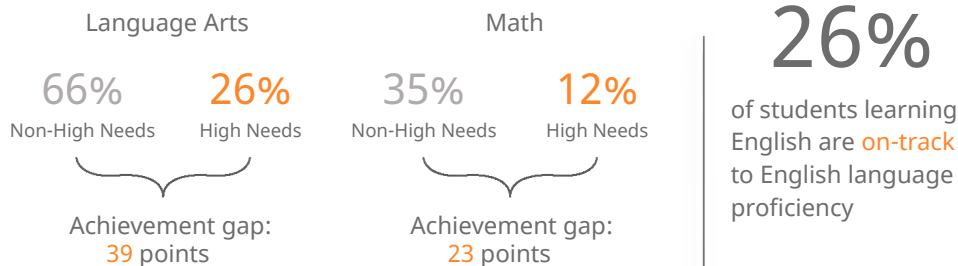 Language Arts
66% 26%
Non-High Needs High Needs
Achievement gap:
39 points
Math
35% 12%
Non-High Needs High Needs
Achievement gap:
23 points
26%
of students learning
English are on-track
to English language
proficiency